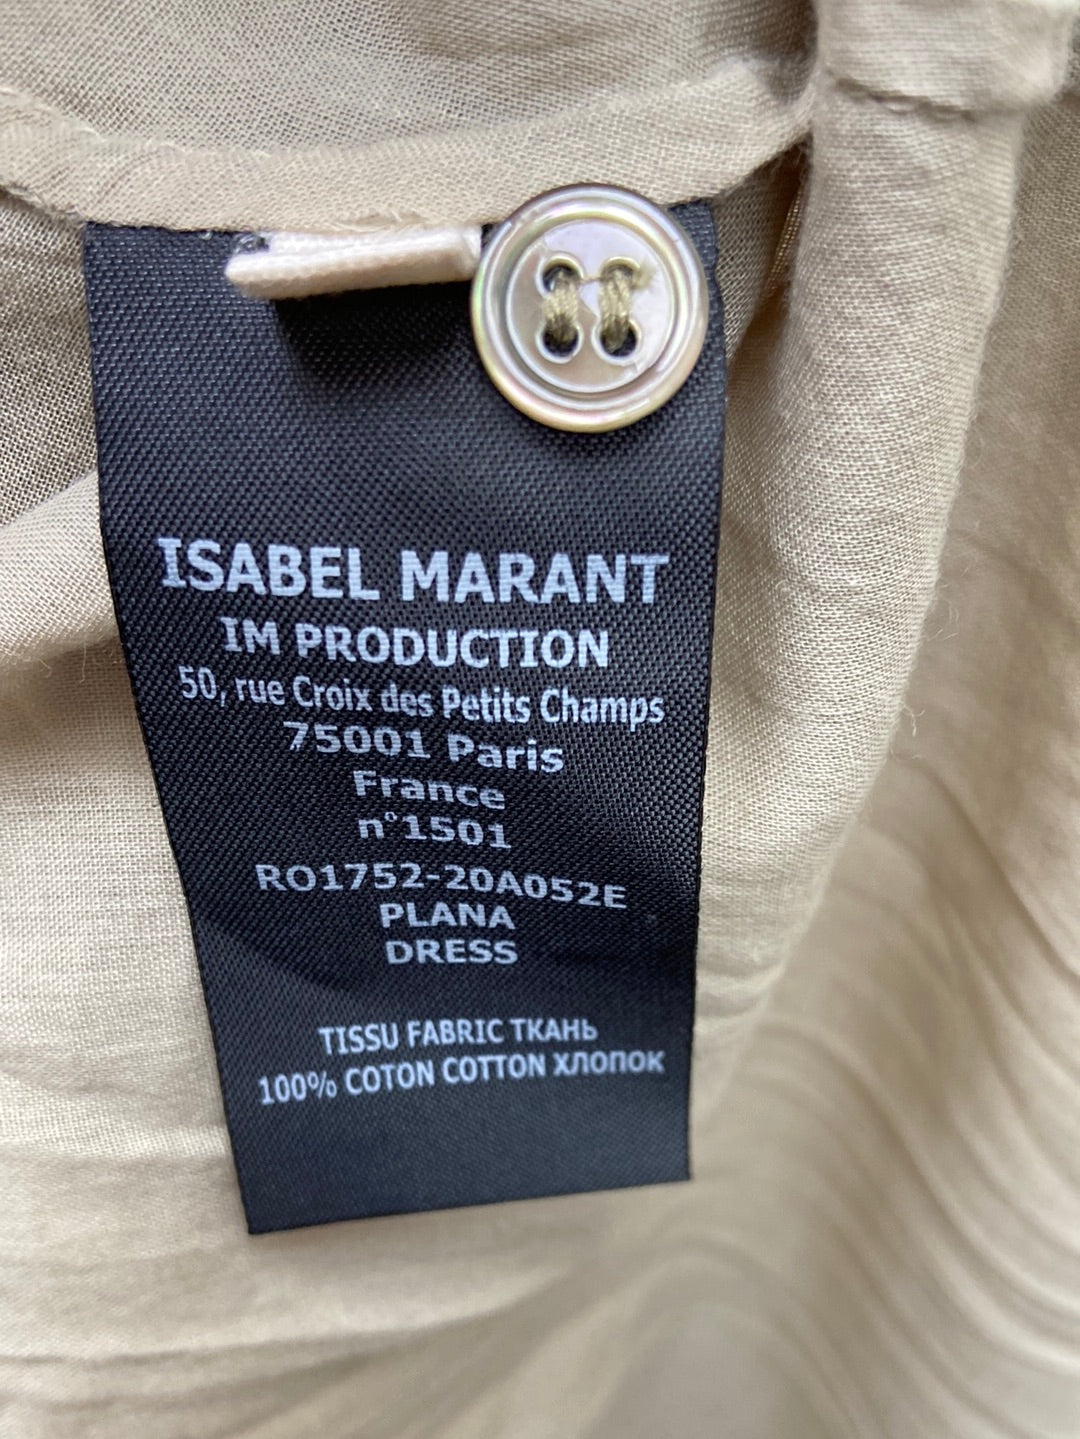 ISABEL MARANT
IM PRODUCTION
50, rue Croix des Petits Champs
75001 Paris
France
n°1501
RO1752-20A052E
PLANA
DRESS
TISSU FABRIC ТКАНЬ
100% COTON COTTON ХЛОПОК